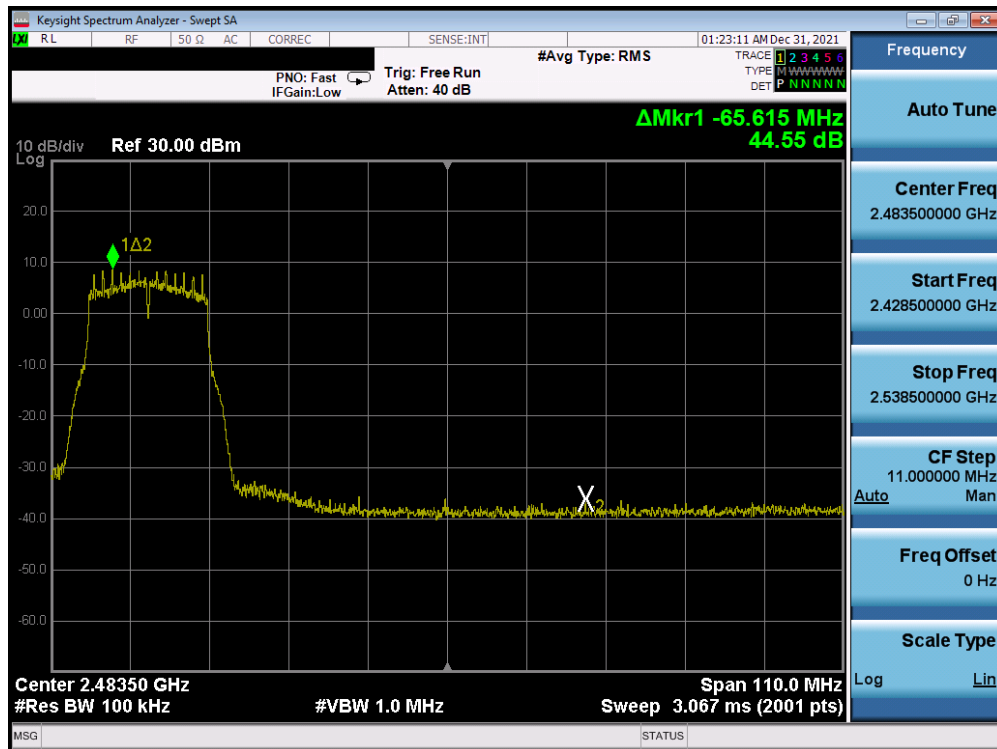 Keysight Spectrum Analyzer - Swept SA
LXI RL RF 50 Ω AC CORREC SENSE:INT 01:23:11 AM Dec 31, 2021
#Avg Type: RMS TRACE 1 2 3 4 5 6
PNO: Fast Trig: Free Run TYPE M WWWWWW
IFGain:Low Atten: 40 dB DET P N N N N N
ΔMkr1 -65.615 MHz
44.55 dB
10 dB/div Ref 30.00 dBm
Log
20.0
1Δ2
10.0
0.00
-10.0
-20.0
-30.0
X2
-40.0
-50.0
-60.0
Center 2.48350 GHz Span 110.0 MHz
#Res BW 100 kHz #VBW 1.0 MHz Sweep 3.067 ms (2001 pts)
MSG STATUS
Frequency
Auto Tune
Center Freq
2.483500000 GHz
Start Freq
2.428500000 GHz
Stop Freq
2.538500000 GHz
CF Step
11.000000 MHz
Auto Man
Freq Offset
0 Hz
Scale Type
Log Lin